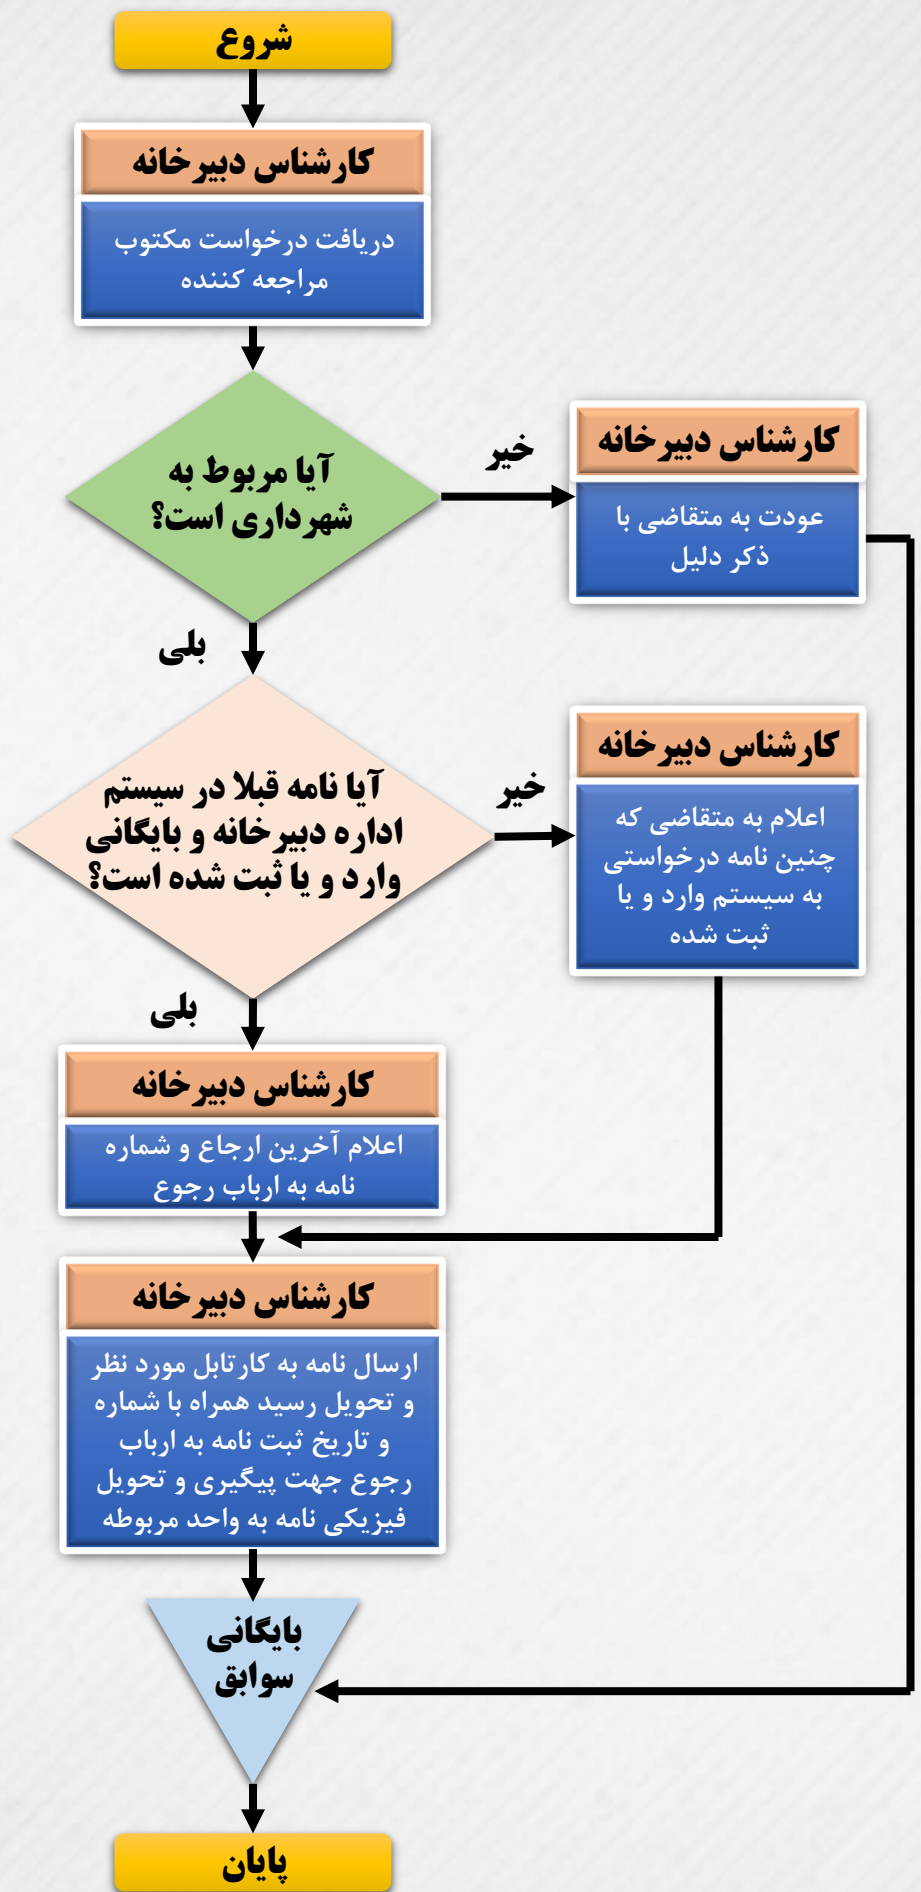 شروع
کارشناس دبیرخانه
دریافت درخواست مکتوب
مراجعه کننده
آیا مربوط به
شهرداری است؟
خیر
کارشناس دبیرخانه
عودت به متقاضی با
ذکر دلیل
بلی
آیا نامه قبلا در سیستم
اداره دبیرخانه و بایگانی
وارد و یا ثبت شده است؟
خیر
کارشناس دبیرخانه
اعلام به متقاضی که
چنین نامه درخواستی
به سیستم وارد و یا
ثبت شده
بلی
کارشناس دبیرخانه
اعلام آخرین ارجاع و شماره
نامه به ارباب رجوع
کارشناس دبیرخانه
ارسال نامه به کارتابل مورد نظر
و تحویل رسید همراه با شماره
و تاریخ ثبت نامه به ارباب
رجوع جهت پیگیری و تحویل
فیزیکی نامه به واحد مربوطه
بایگانی
سوابق
پایان